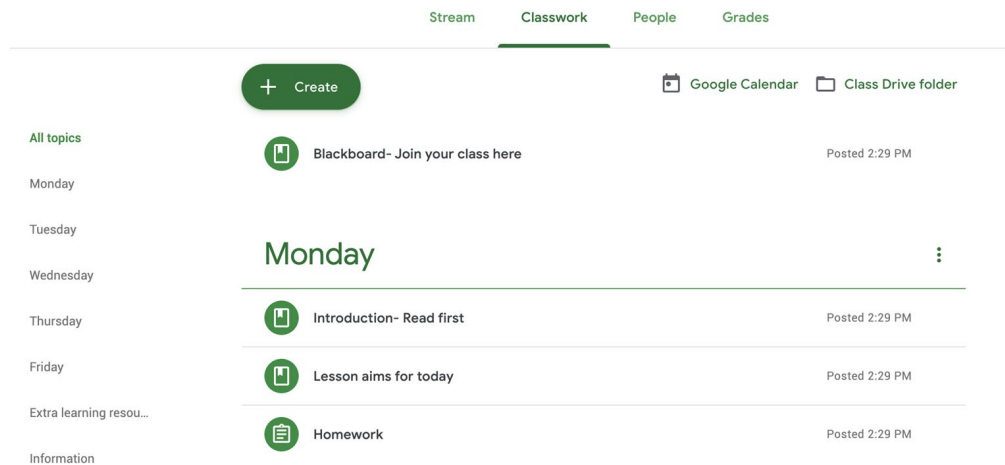 Stream Classwork People Grades
Create Google Calendar Class Drive folder
All topics
Blackboard- Join your class here Posted 2:29 PM
Monday
Tuesday
Wednesday
Thursday
Friday
Extra learning resou...
Information
Monday
Introduction- Read first Posted 2:29 PM
Lesson aims for today Posted 2:29 PM
Homework Posted 2:29 PM